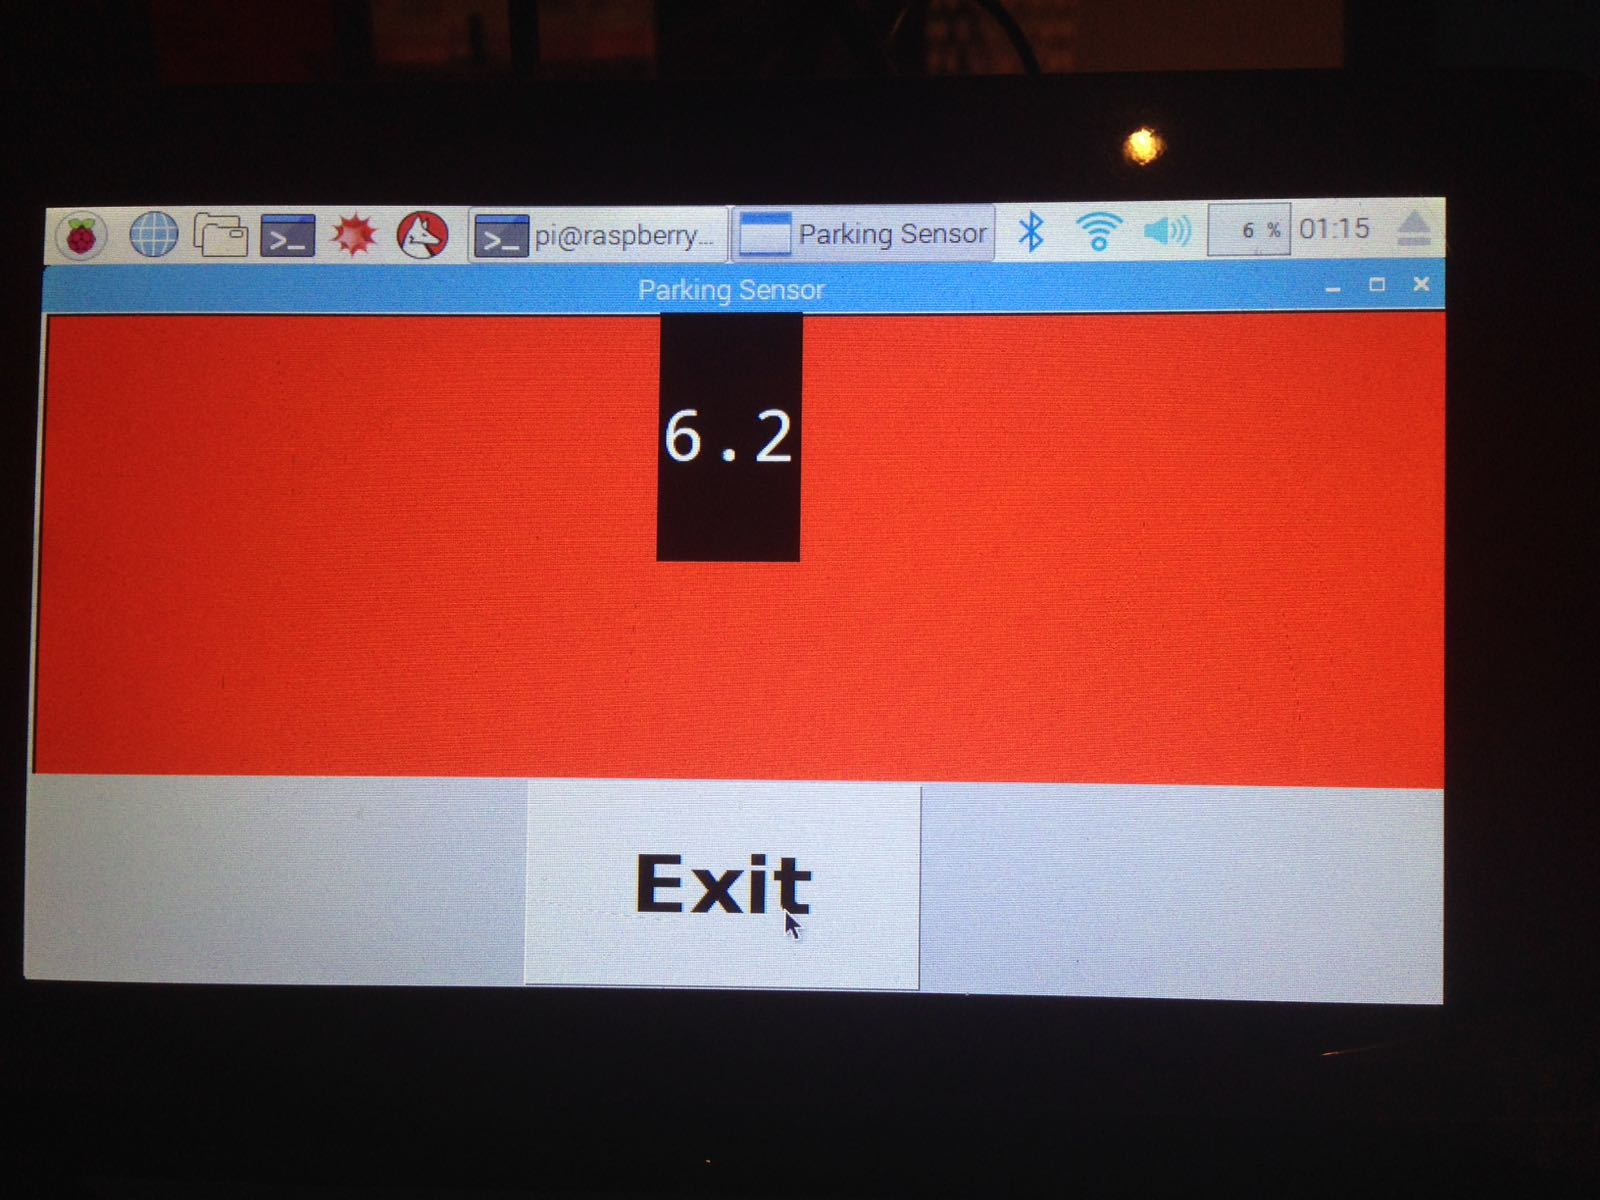 pi@raspberry... Parking Sensor 6 % 01:15
Parking Sensor
6.2
Exit